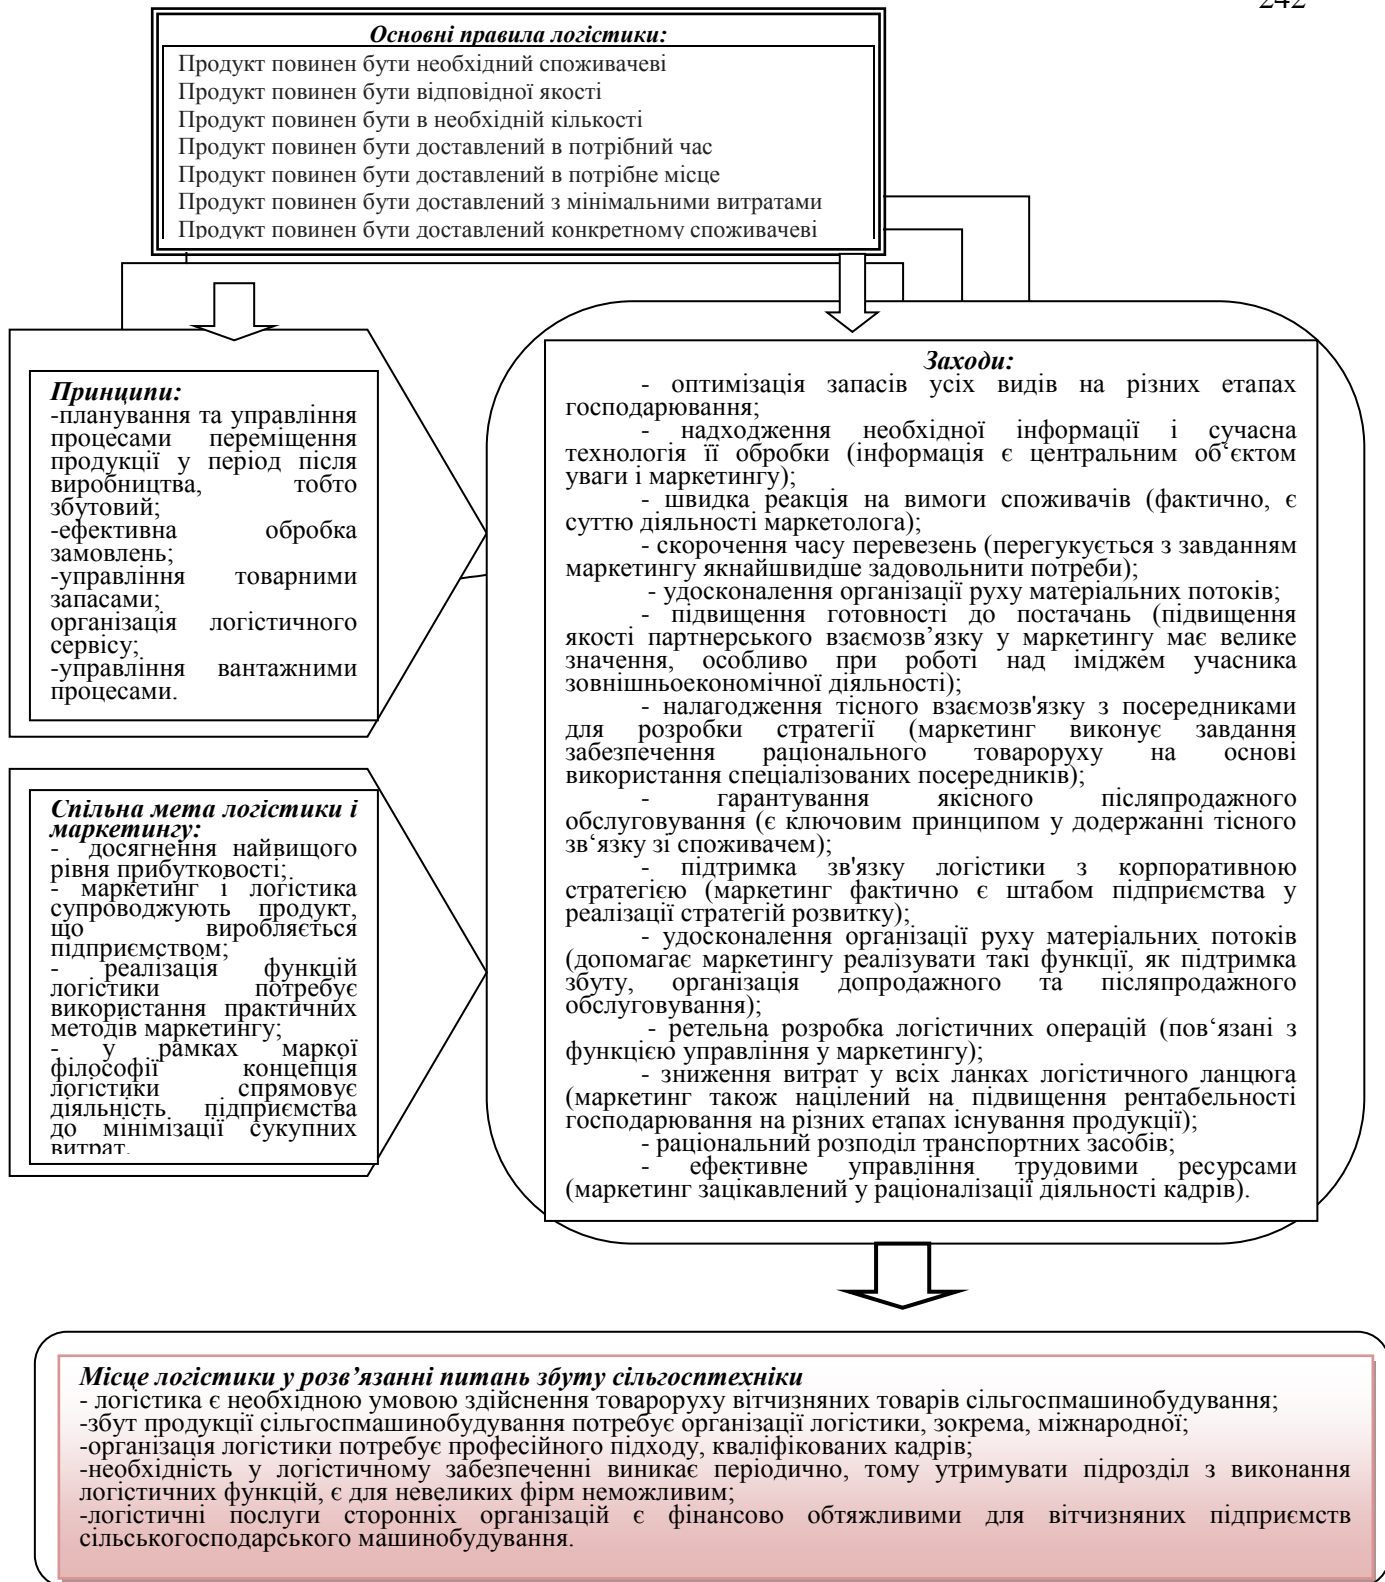 242
Основні правила логістики:
Продукт повинен бути необхідний споживачеві
Продукт повинен бути відповідної якості
Продукт повинен бути в необхідній кількості
Продукт повинен бути доставлений в потрібний час
Продукт повинен бути доставлений в потрібне місце
Продукт повинен бути доставлений з мінімальними витратами
Продукт повинен бути доставлений конкретному споживачеві
Принципи:
-планування та управління
процесами переміщення
продукції у період після
виробництва, тобто
збутовий;
-ефективна обробка
замовлень;
-управління товарними
запасами;
організація логістичного
сервісу;
-управління вантажними
процесами.
Спільна мета логістики і
маркетингу:
- досягнення найвищого
рівня прибутковості;.
- маркетинг і логістика
супроводжують продукт,
що виробляється
підприємством;
- реалізація функцій
логістики потребує
використання практичних
методів маркетингу;
- у рамках маркої
філософії концепція
логістики спрямовує
діяльність підприємства
до мінімізації сукупних
витрат.
Заходи:
- оптимізація запасів усіх видів на різних етапах
господарювання;
- надходження необхідної інформації і сучасна
технологія її обробки (інформація є центральним об‘єктом
уваги і маркетингу);
- швидка реакція на вимоги споживачів (фактично, є
суттю діяльності маркетолога);
- скорочення часу перевезень (перегукується з завданням
маркетингу якнайшвидше задовольнити потреби);
- удосконалення організації руху матеріальних потоків;
- підвищення готовності до постачань (підвищення
якості партнерського взаємозв’язку у маркетингу має велике
значення, особливо при роботі над іміджем учасника
зовнішньоекономічної діяльності);
- налагодження тісного взаємозв'язку з посередниками
для розробки стратегії (маркетинг виконує завдання
забезпечення раціонального товароруху на основі
використання спеціалізованих посередників);
- гарантування якісного післяпродажного
обслуговування (є ключовим принципом у додержанні тісного
зв‘язку зі споживачем);
- підтримка зв'язку логістики з корпоративною
стратегією (маркетинг фактично є штабом підприємства у
реалізації стратегій розвитку);
- удосконалення організації руху матеріальних потоків
(допомагає маркетингу реалізувати такі функції, як підтримка
збуту, організація допродажного та післяпродажного
обслуговування);
- ретельна розробка логістичних операцій (пов‘язані з
функцією управління у маркетингу);
- зниження витрат у всіх ланках логістичного ланцюга
(маркетинг також націлений на підвищення рентабельності
господарювання на різних етапах існування продукції);
- раціональний розподіл транспортних засобів;
- ефективне управління трудовими ресурсами
(маркетинг зацікавлений у раціоналізації діяльності кадрів).
Місце логістики у розв’язанні питань збуту сільгосптехніки
- логістика є необхідною умовою здійснення товароруху вітчизняних товарів сільгоспмашинобудування;
-збут продукції сільгоспмашинобудування потребує організації логістики, зокрема, міжнародної;
-організація логістики потребує професійного підходу, кваліфікованих кадрів;
-необхідність у логістичному забезпеченні виникає періодично, тому утримувати підрозділ з виконання
логістичних функцій, є для невеликих фірм неможливим;
-логістичні послуги сторонніх організацій є фінансово обтяжливими для вітчизняних підприємств
сільськогосподарського машинобудування.